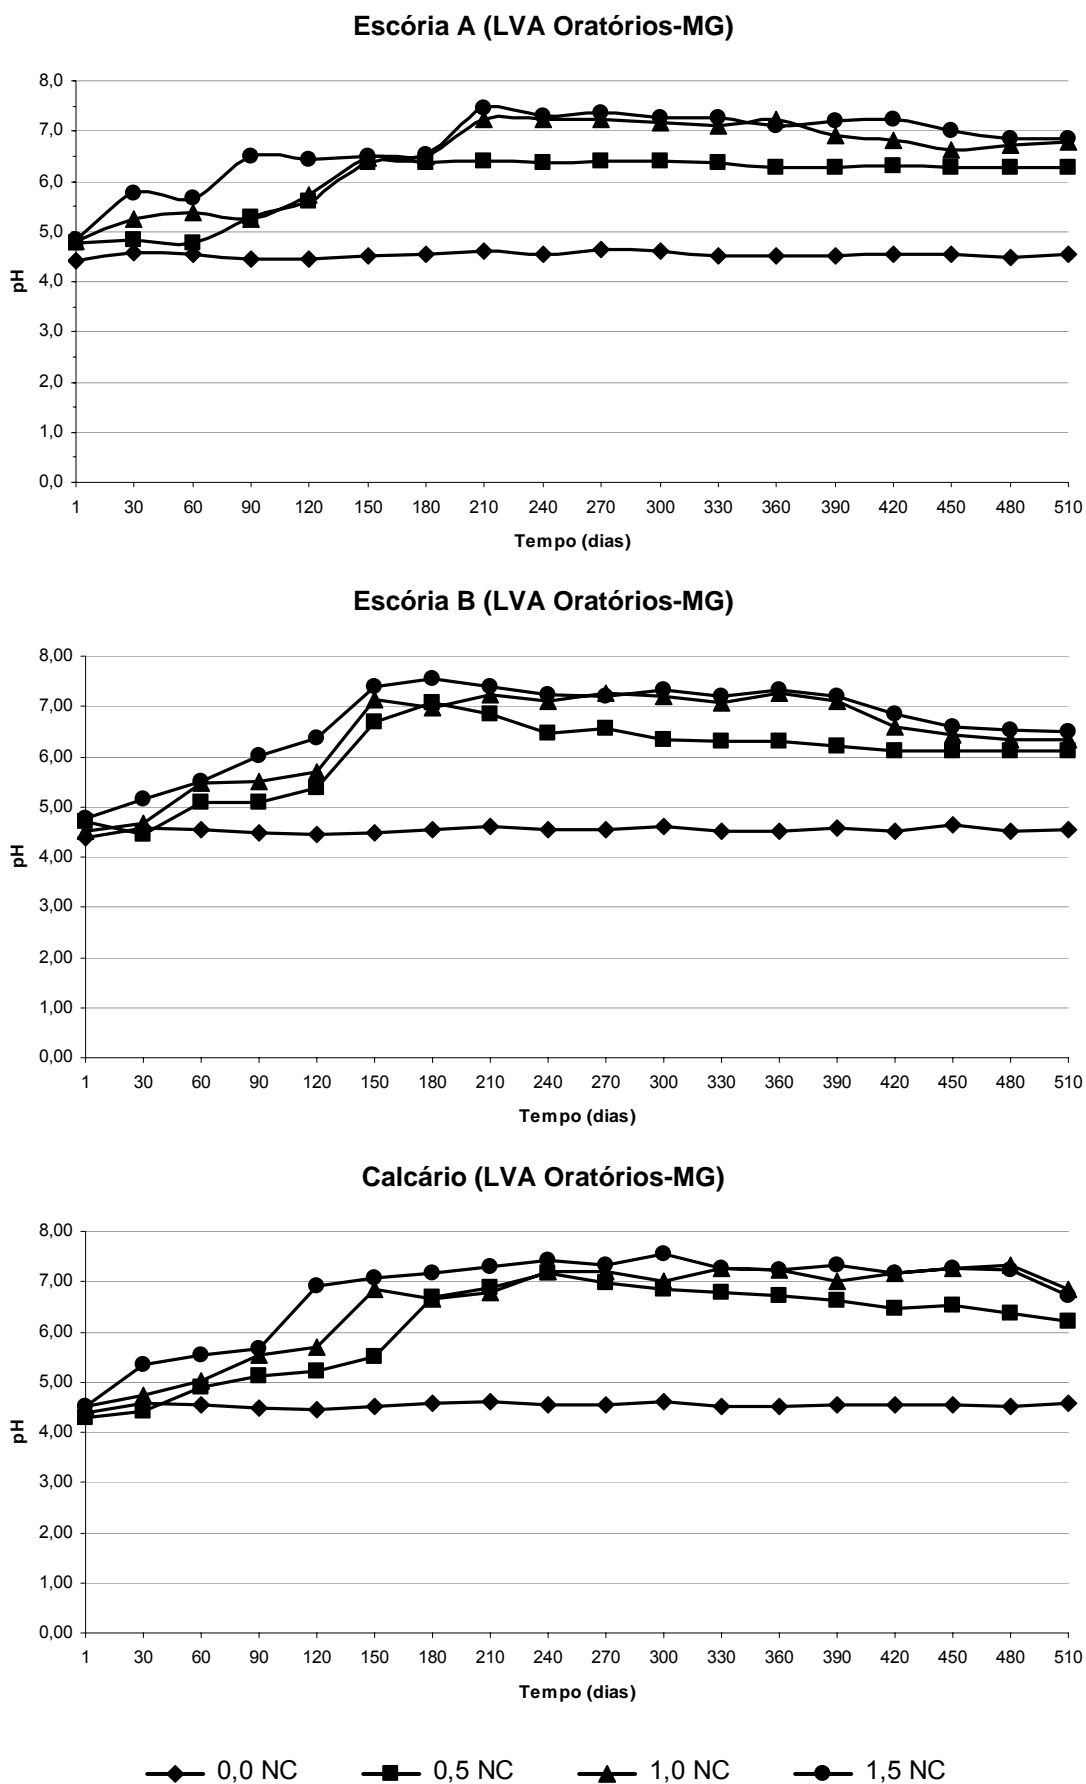 Escória A (LVA Oratórios-MG)
8,0
7,0
6,0
5,0
4,0
3,0
2,0
1,0
0,0
pH
1 30 60 90 120 150 180 210 240 270 300 330 360 390 420 450 480 510
Tempo (dias)
Escória B (LVA Oratórios-MG)
8,00
7,00
6,00
5,00
4,00
3,00
2,00
1,00
0,00
pH
1 30 60 90 120 150 180 210 240 270 300 330 360 390 420 450 480 510
Tempo (dias)
Calcário (LVA Oratórios-MG)
8,00
7,00
6,00
5,00
4,00
3,00
2,00
1,00
0,00
pH
1 30 60 90 120 150 180 210 240 270 300 330 360 390 420 450 480 510
Tempo (dias)
0,0 NC 0,5 NC 1,0 NC 1,5 NC